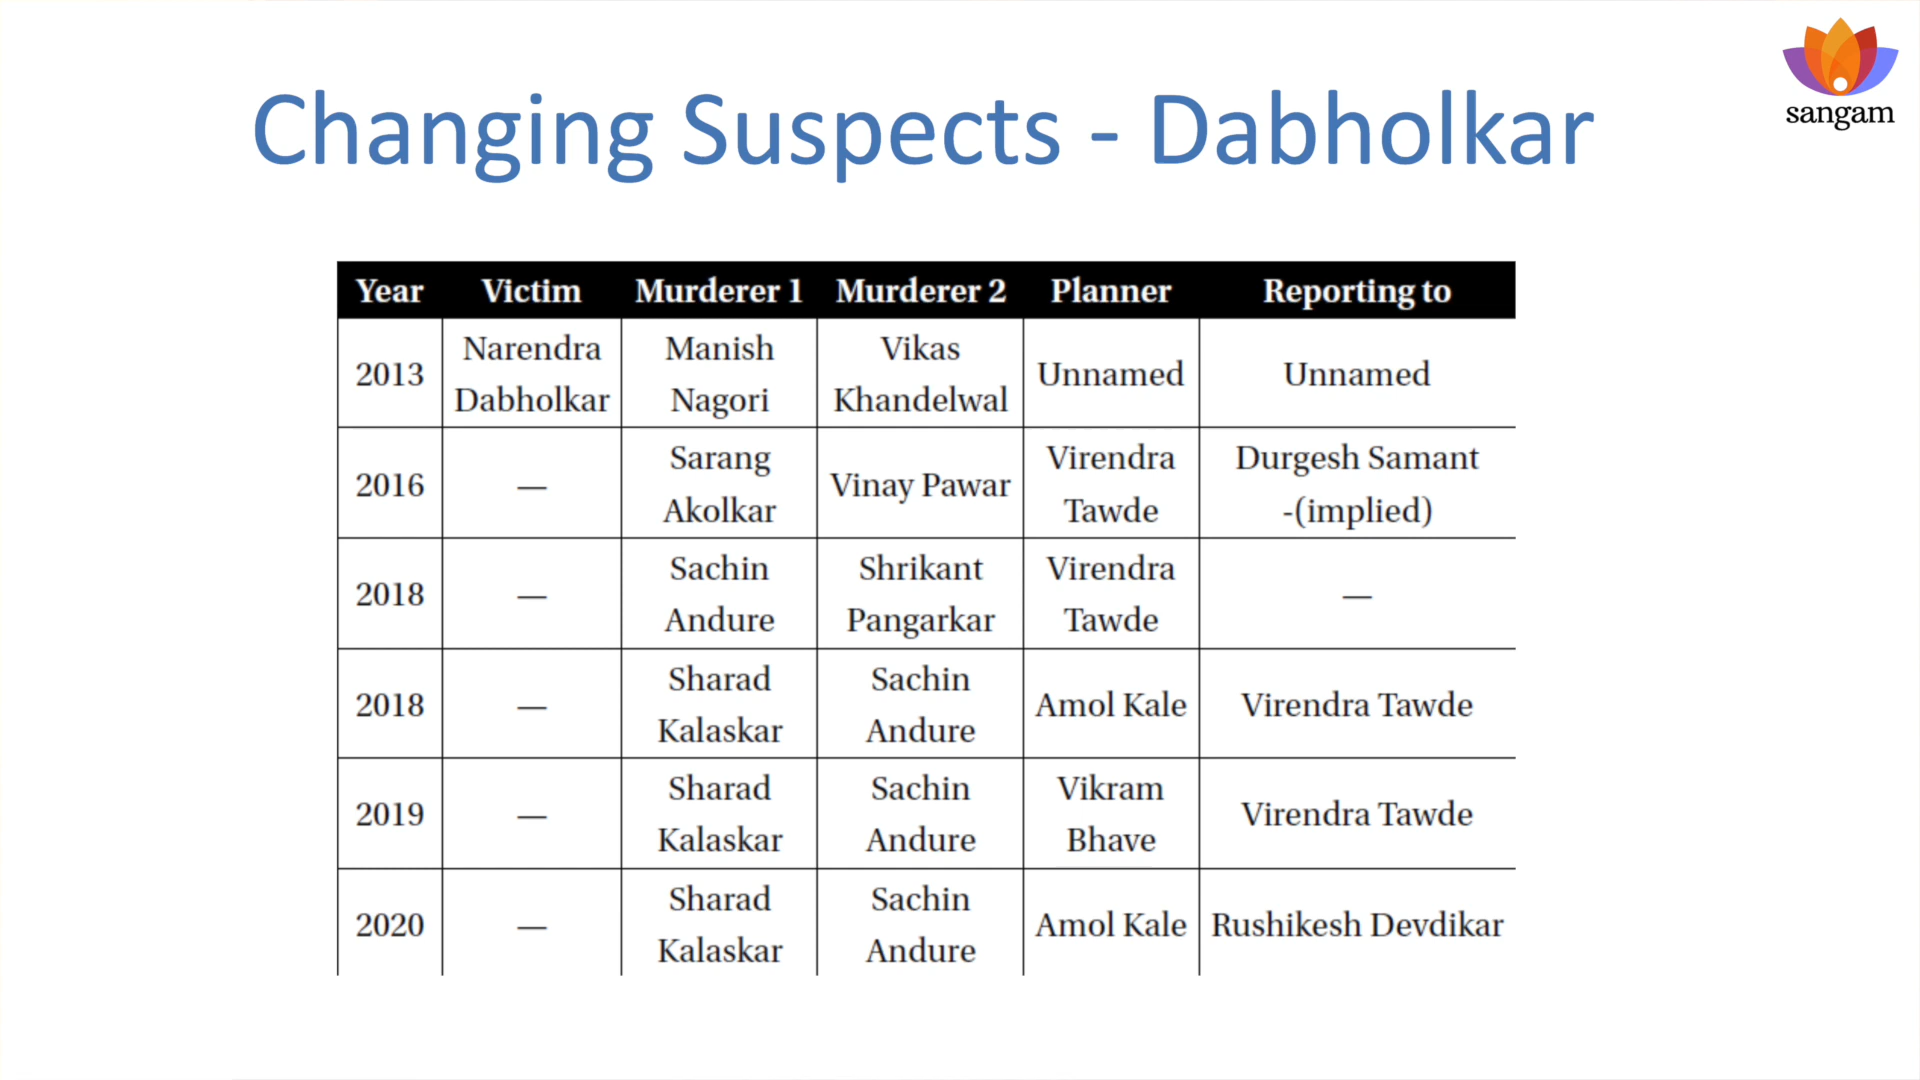 sangam
Changing Suspects - Dabholkar
Year Victim Murderer 1 Murderer 2 Planner Reporting to
2013 Narendra Dabholkar Manish Nagori Vikas Khandelwal Unnamed Unnamed
2016 — Sarang Akolkar Vinay Pawar Virendra Tawde Durgesh Samant -(implied)
2018 — Sachin Andure Shrikant Pangarkar Virendra Tawde —
2018 — Sharad Kalaskar Sachin Andure Amol Kale Virendra Tawde
2019 — Sharad Kalaskar Sachin Andure Vikram Bhave Virendra Tawde
2020 — Sharad Kalaskar Sachin Andure Amol Kale Rushikesh Devdikar